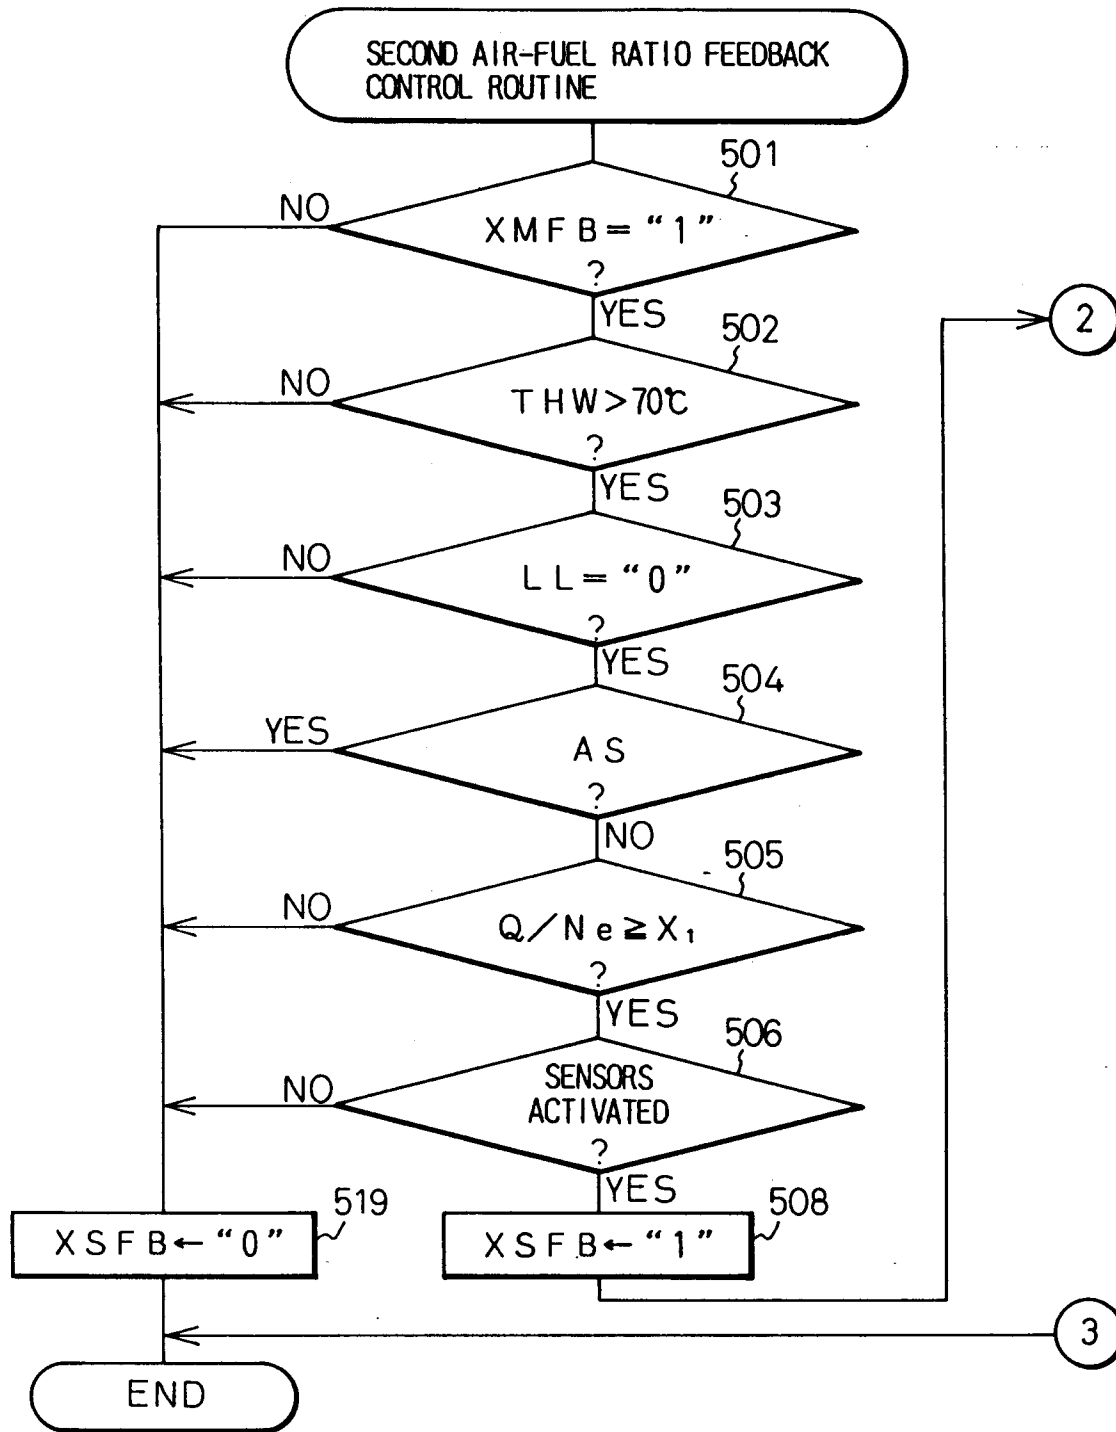 SECOND AIR-FUEL RATIO FEEDBACK
CONTROL ROUTINE
501
NO
XMFB="1"
?
YES
2
502
NO
THW>70℃
?
YES
503
NO
LL="0"
?
YES
504
YES
AS
?
NO
505
NO
Q/Ne≧X₁
?
YES
506
NO
SENSORS
ACTIVATED
?
YES
519
XSFB←"0"
508
XSFB←"1"
3
END